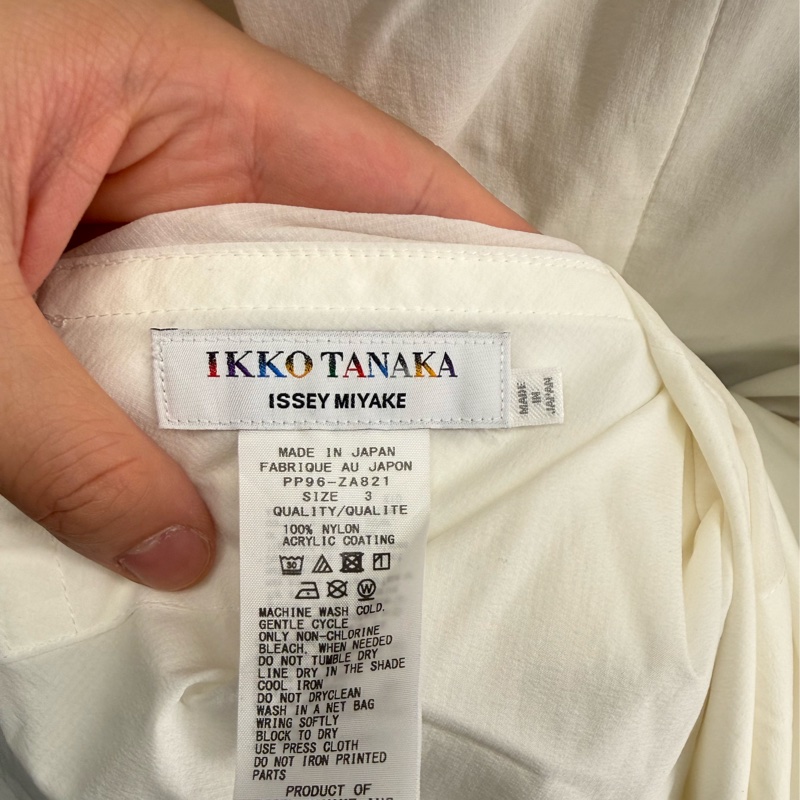 IKKO TANAKA
ISSEY MIYAKE
MADE
IN
JAPAN
MADE IN JAPAN
FABRIQUE AU JAPON
PP96-ZA821
SIZE 3
QUALITY/QUALITE
100% NYLON
ACRYLIC COATING
30
W
MACHINE WASH COLD.
GENTLE CYCLE
ONLY NON-CHLORINE
BLEACH. WHEN NEEDED
DO NOT TUMBLE DRY
LINE DRY IN THE SHADE
COOL IRON
DO NOT DRYCLEAN
WASH IN A NET BAG
WRING SOFTLY
BLOCK TO DRY
USE PRESS CLOTH
DO NOT IRON PRINTED
PARTS
PRODUCT OF